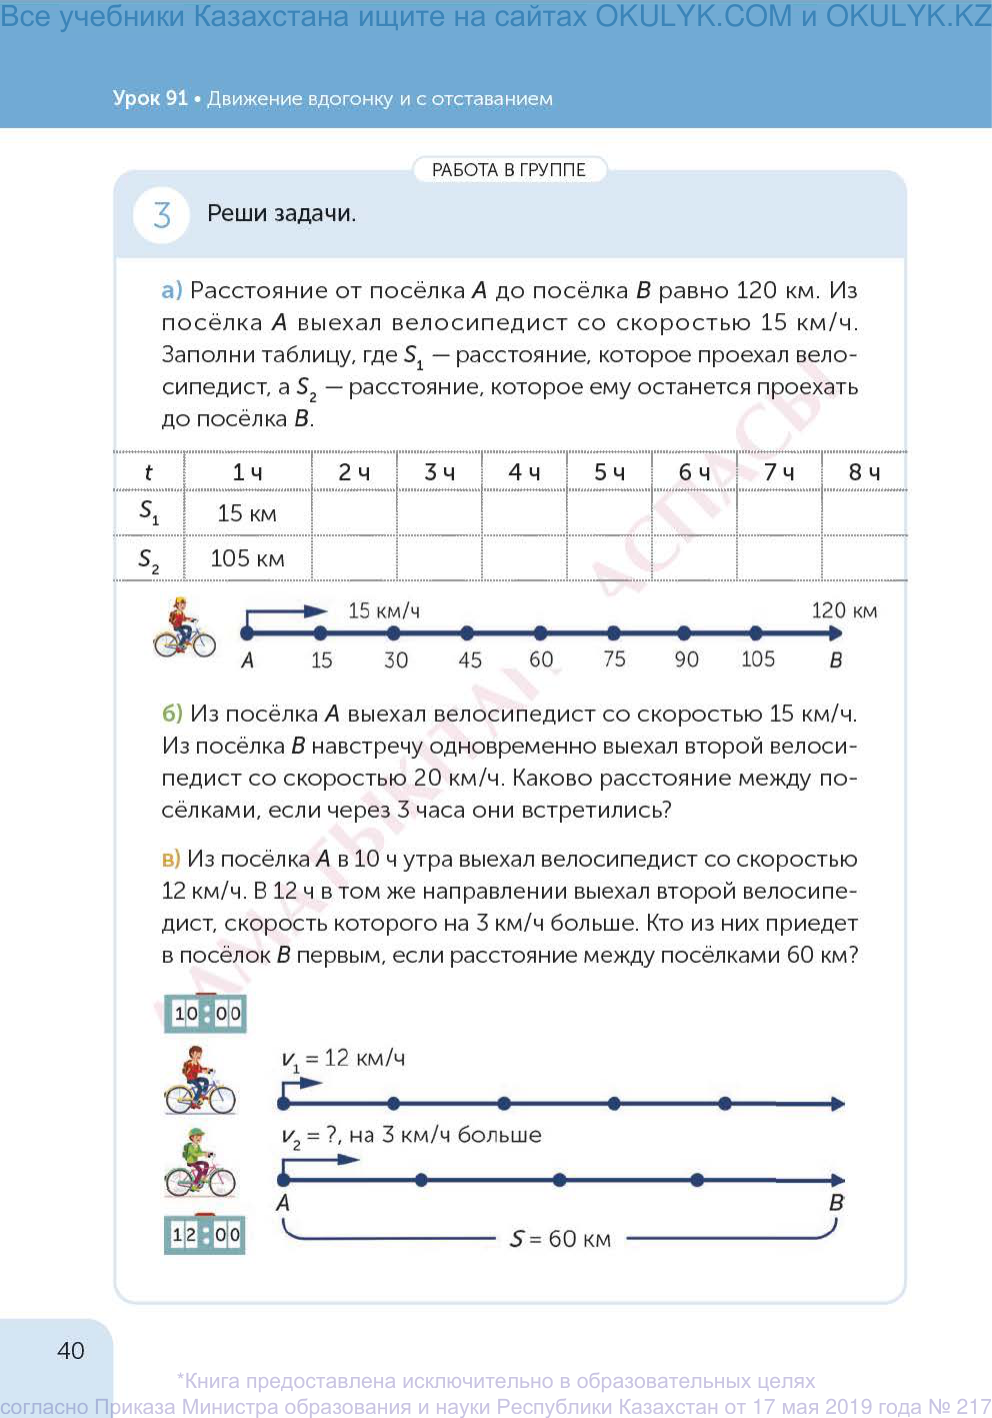 Все учебники Казахстана ищите на сайтах OKULYK.COM и OKULYK.KZ
Урок 91 • Движение вдогонку и с отставанием
РАБОТА В ГРУППЕ
3 Реши задачи.
а) Расстояние от посёлка A до посёлка B равно 120 км. Из
посёлка A выехал велосипедист со скоростью 15 км/ч.
Заполни таблицу, где S₁ — расстояние, которое проехал вело-
сипедист, а S₂ — расстояние, которое ему останется проехать
до посёлка B.
t 1 ч 2 ч 3 ч 4 ч 5 ч 6 ч 7 ч 8 ч
S₁ 15 км
S₂ 105 км
15 км/ч 120 км
A 15 30 45 60 75 90 105 B
б) Из посёлка A выехал велосипедист со скоростью 15 км/ч.
Из посёлка B навстречу одновременно выехал второй велоси-
педист со скоростью 20 км/ч. Каково расстояние между по-
сёлками, если через 3 часа они встретились?
в) Из посёлка A в 10 ч утра выехал велосипедист со скоростью
12 км/ч. В 12 ч в том же направлении выехал второй велосипе-
дист, скорость которого на 3 км/ч больше. Кто из них приедет
в посёлок B первым, если расстояние между посёлками 60 км?
10:00
v₁ = 12 км/ч
v₂ = ?, на 3 км/ч больше
A B
12:00
S = 60 км
АЛМАТЫКІТАП БАСПАСЫ
40
*Книга предоставлена исключительно в образовательных целях
согласно Приказа Министра образования и науки Республики Казахстан от 17 мая 2019 года № 217